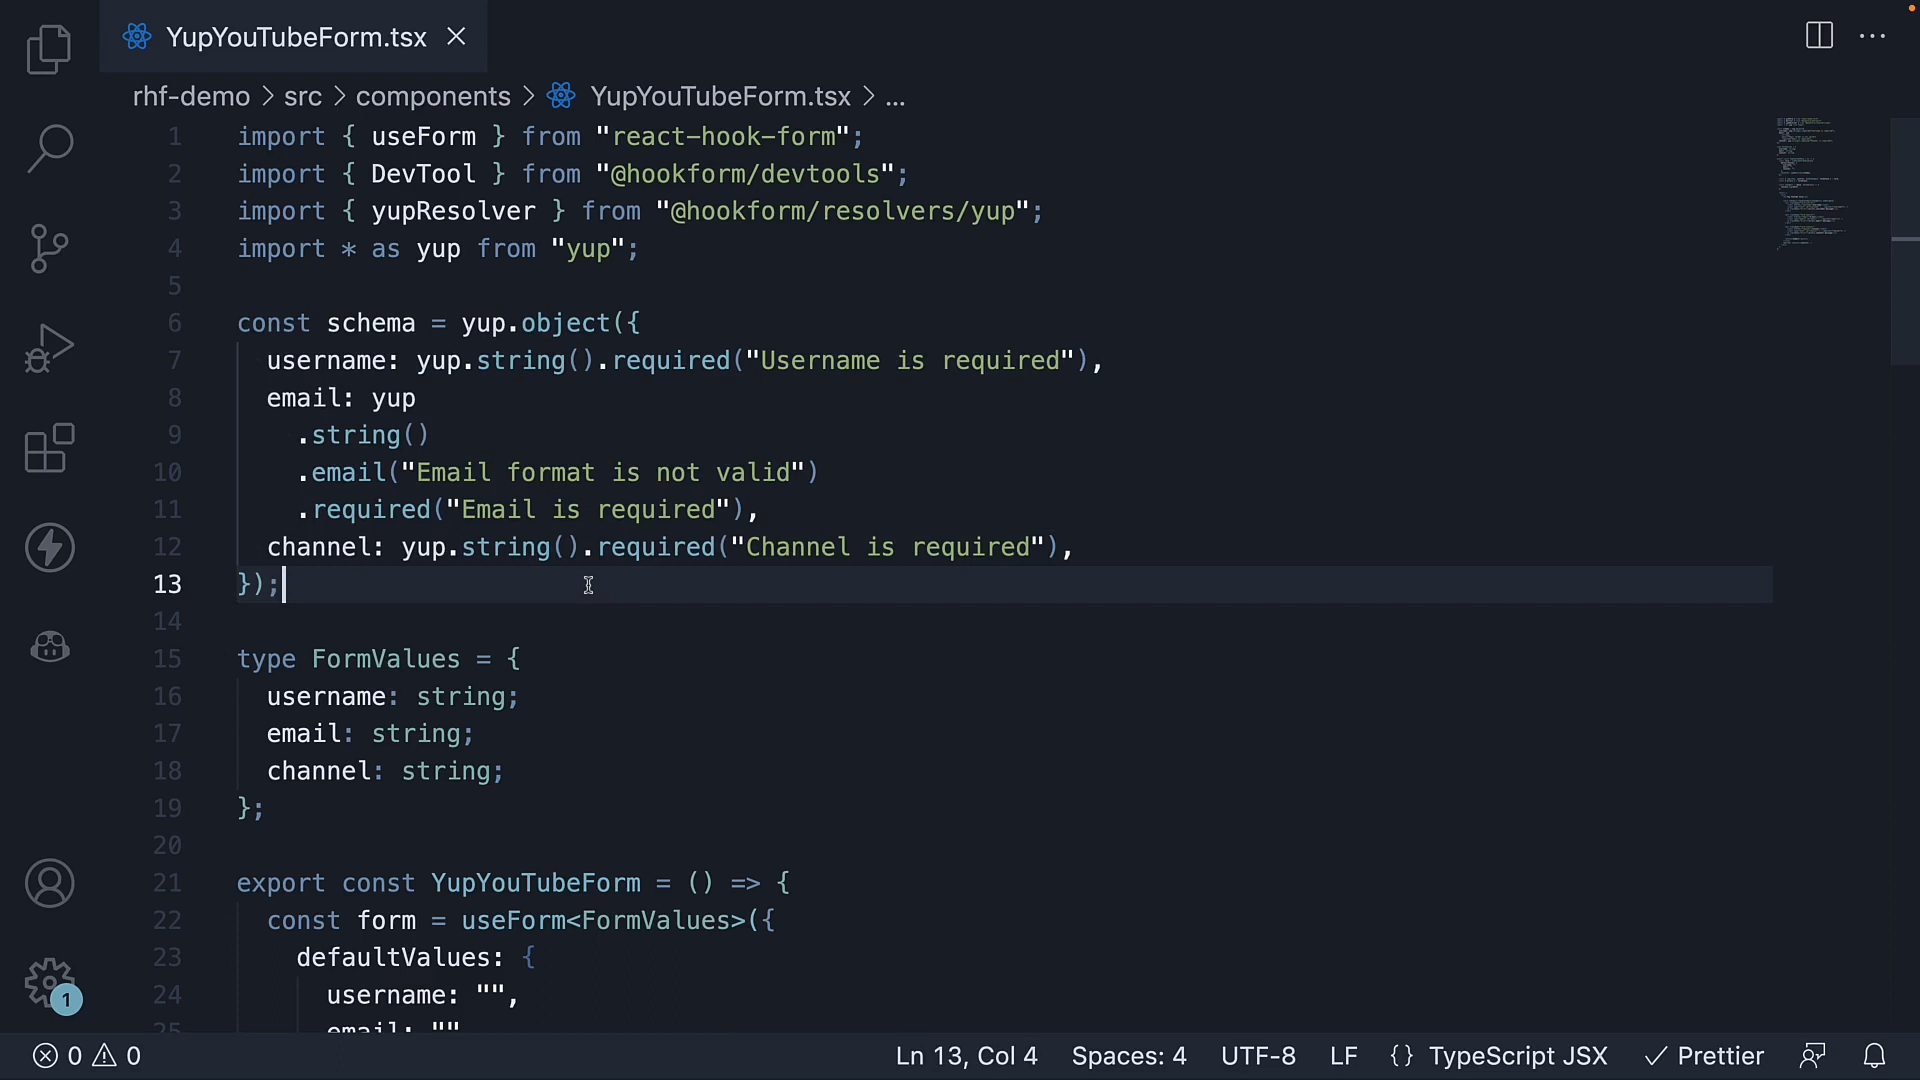 YupYouTubeForm.tsx
rhf-demo > src > components > YupYouTubeForm.tsx > ...
1 import { useForm } from "react-hook-form";
2 import { DevTool } from "@hookform/devtools";
3 import { yupResolver } from "@hookform/resolvers/yup";
4 import * as yup from "yup";
5
6 const schema = yup.object({
7 username: yup.string().required("Username is required"),
8 email: yup
9 .string()
10 .email("Email format is not valid")
11 .required("Email is required"),
12 channel: yup.string().required("Channel is required"),
13 });
14
15 type FormValues = {
16 username: string;
17 email: string;
18 channel: string;
19 };
20
21 export const YupYouTubeForm = () => {
22 const form = useForm<FormValues>({
23 defaultValues: {
24 username: "",
25 email: ""
1
0 0 Ln 13, Col 4 Spaces: 4 UTF-8 LF {} TypeScript JSX Prettier